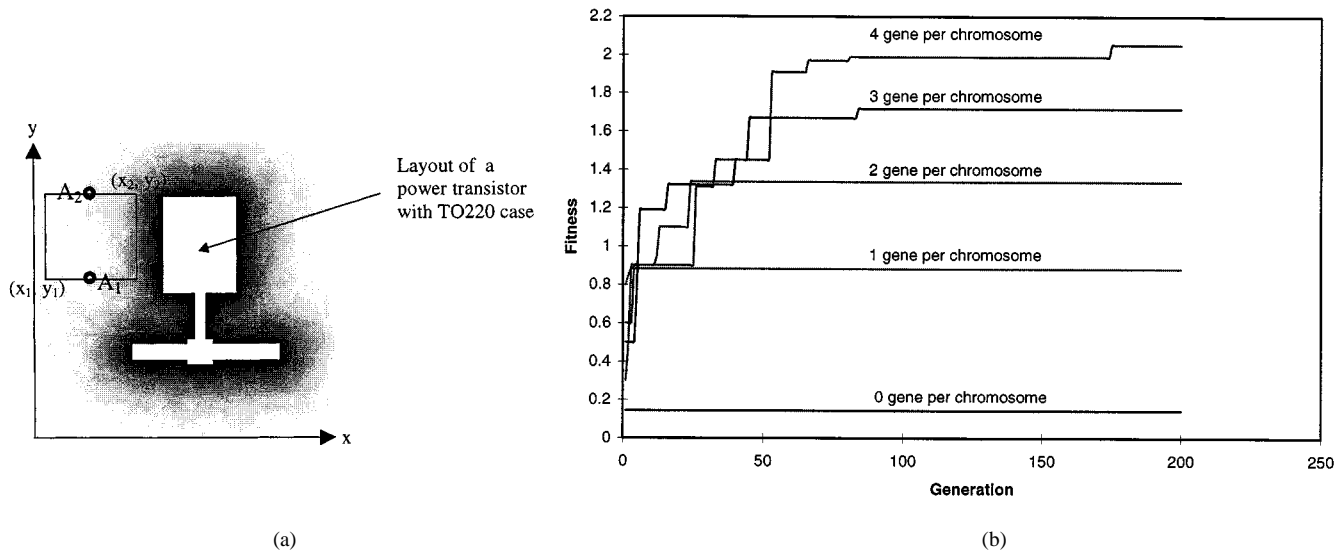 y
(x2, y2)
A2
A1
(x1, y1)
x
Layout of a
power transistor
with TO220 case
(a)
2.2
2
1.8
1.6
1.4
1.2
1
0.8
0.6
0.4
0.2
0
Fitness
4 gene per chromosome
3 gene per chromosome
2 gene per chromosome
1 gene per chromosome
0 gene per chromosome
0 50 100 150 200 250
Generation
(b)